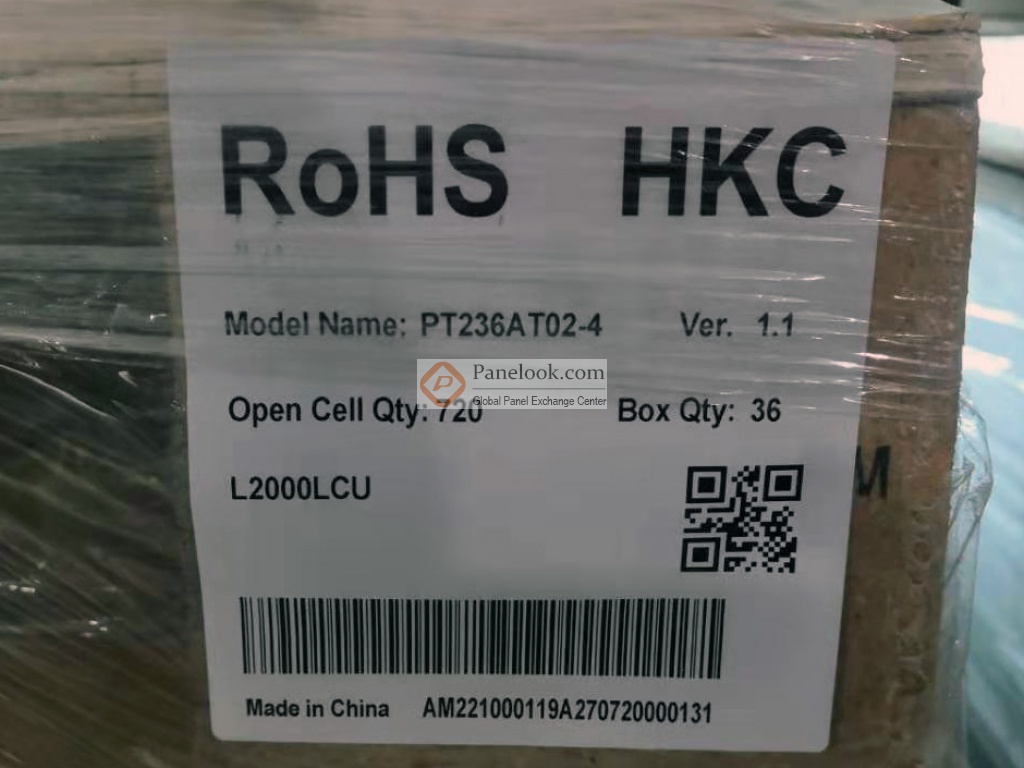 RoHS HKC
Model Name: PT236AT02-4 Ver. 1.1
Panelook.com
Global Panel Exchange Center
Open Cell Qty: 720 Box Qty: 36
L2000LCU
M
Made in China AM221000119A270720000131